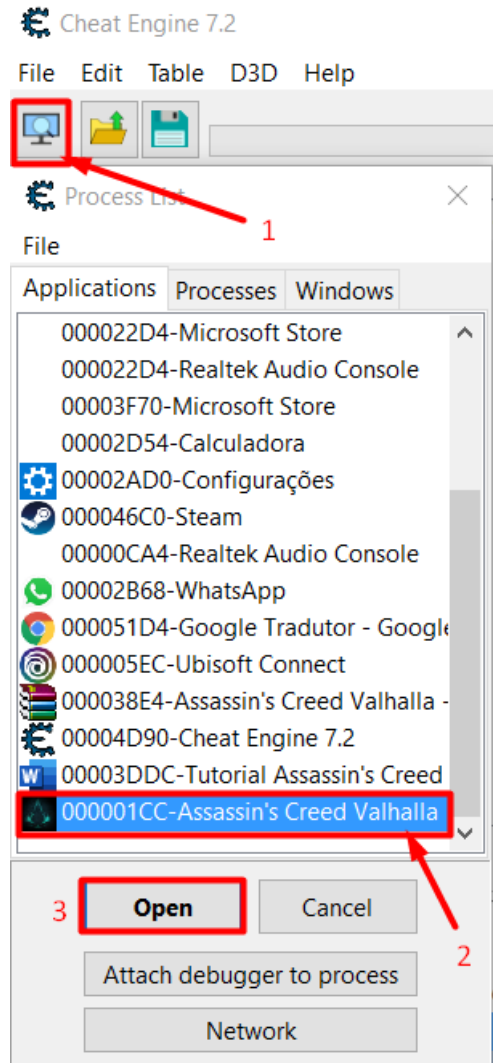 Cheat Engine 7.2
File Edit Table D3D Help
Process List
1
File
Applications Processes Windows
000022D4-Microsoft Store
000022D4-Realtek Audio Console
00003F70-Microsoft Store
00002D54-Calculadora
00002AD0-Configurações
000046C0-Steam
00000CA4-Realtek Audio Console
00002B68-WhatsApp
000051D4-Google Tradutor - Google
000005EC-Ubisoft Connect
000038E4-Assassin's Creed Valhalla -
00004D90-Cheat Engine 7.2
00003DDC-Tutorial Assassin's Creed
000001CC-Assassin's Creed Valhalla
3 Open Cancel
2
Attach debugger to process
Network